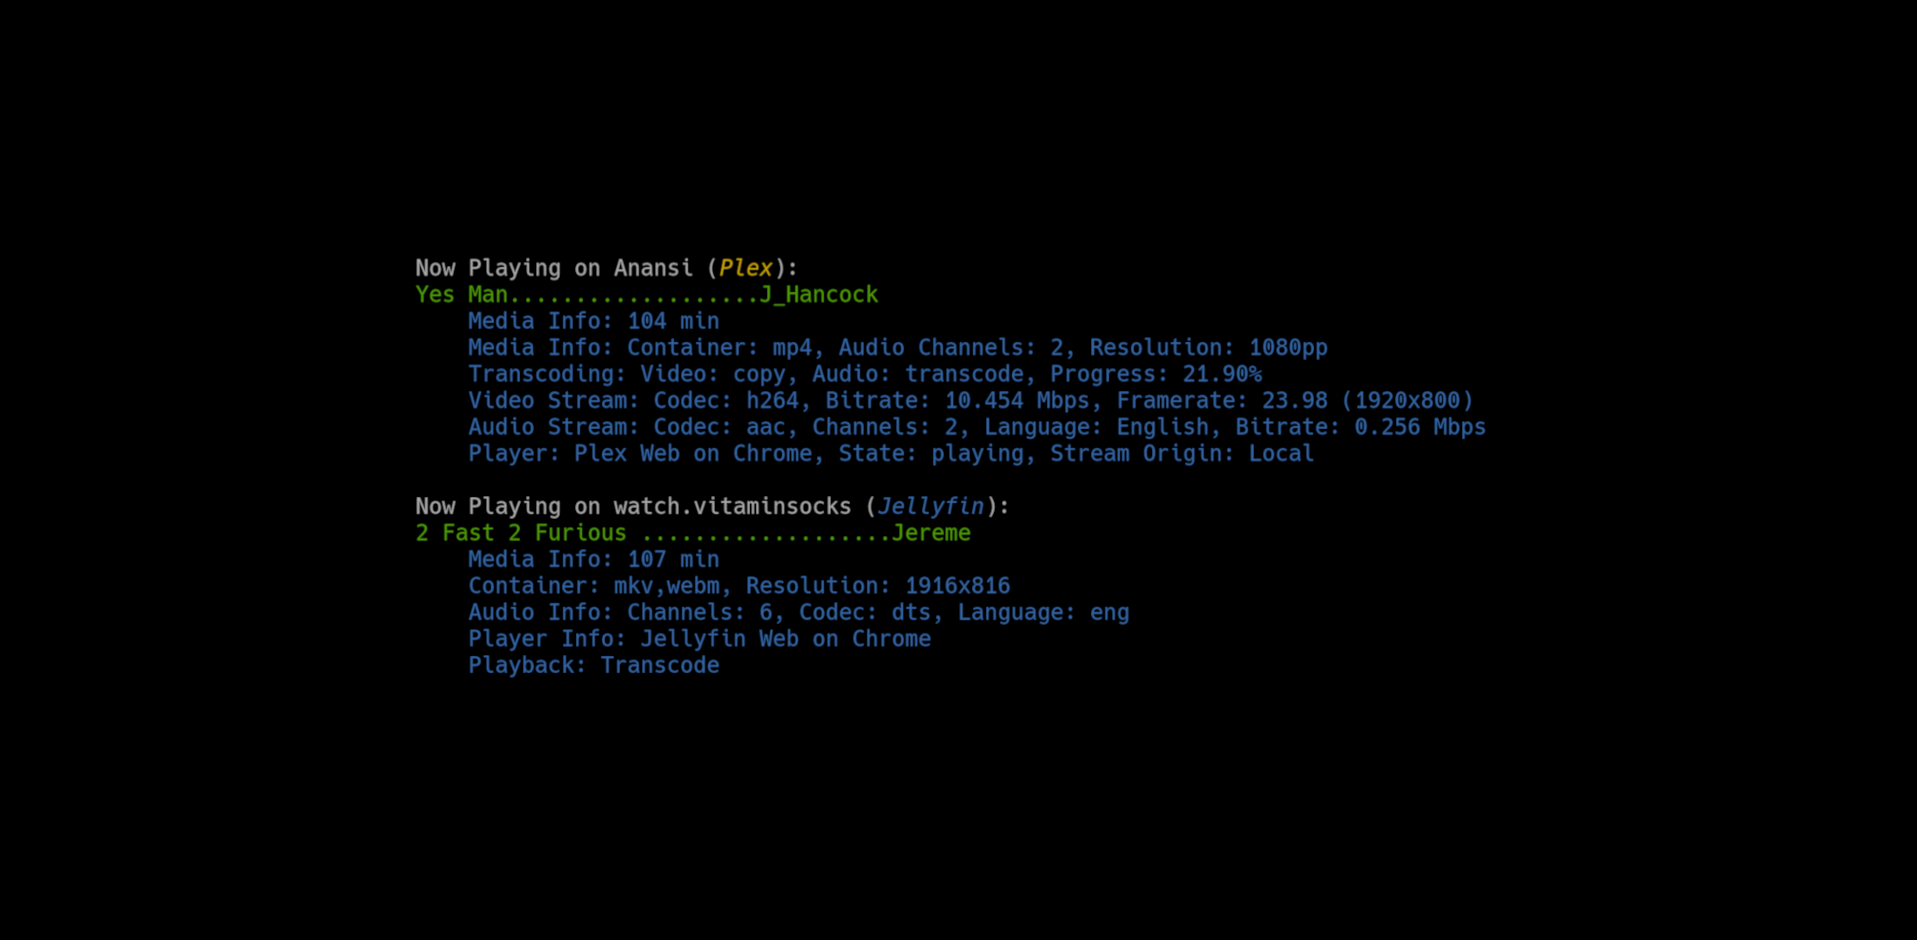 Now Playing on Anansi (Plex):
Yes Man...................J_Hancock
Media Info: 104 min
Media Info: Container: mp4, Audio Channels: 2, Resolution: 1080pp
Transcoding: Video: copy, Audio: transcode, Progress: 21.90%
Video Stream: Codec: h264, Bitrate: 10.454 Mbps, Framerate: 23.98 (1920x800)
Audio Stream: Codec: aac, Channels: 2, Language: English, Bitrate: 0.256 Mbps
Player: Plex Web on Chrome, State: playing, Stream Origin: Local
Now Playing on watch.vitaminsocks (Jellyfin):
2 Fast 2 Furious ...................Jereme
Media Info: 107 min
Container: mkv,webm, Resolution: 1916x816
Audio Info: Channels: 6, Codec: dts, Language: eng
Player Info: Jellyfin Web on Chrome
Playback: Transcode